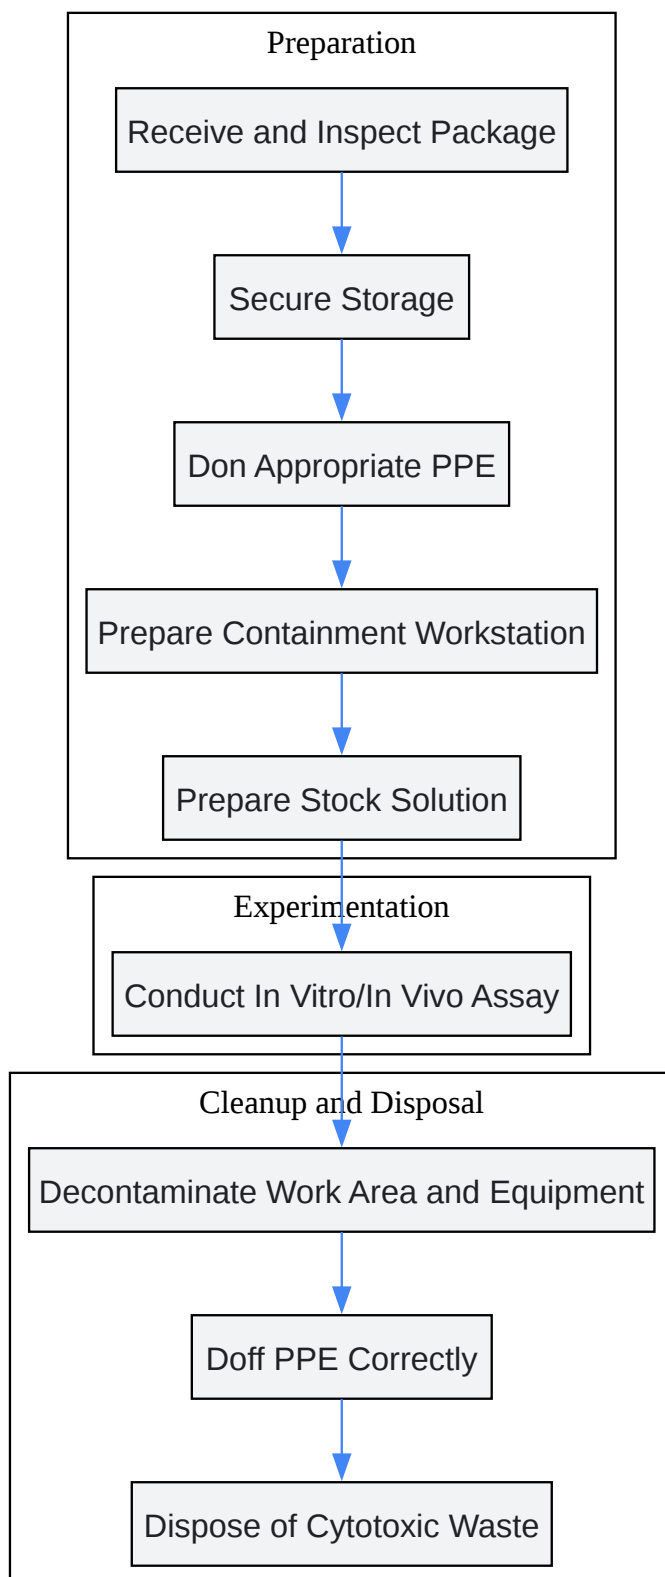 Preparation
Receive and Inspect Package
Secure Storage
Don Appropriate PPE
Prepare Containment Workstation
Prepare Stock Solution
Experimentation
Conduct In Vitro/In Vivo Assay
Cleanup and Disposal
Decontaminate Work Area and Equipment
Doff PPE Correctly
Dispose of Cytotoxic Waste